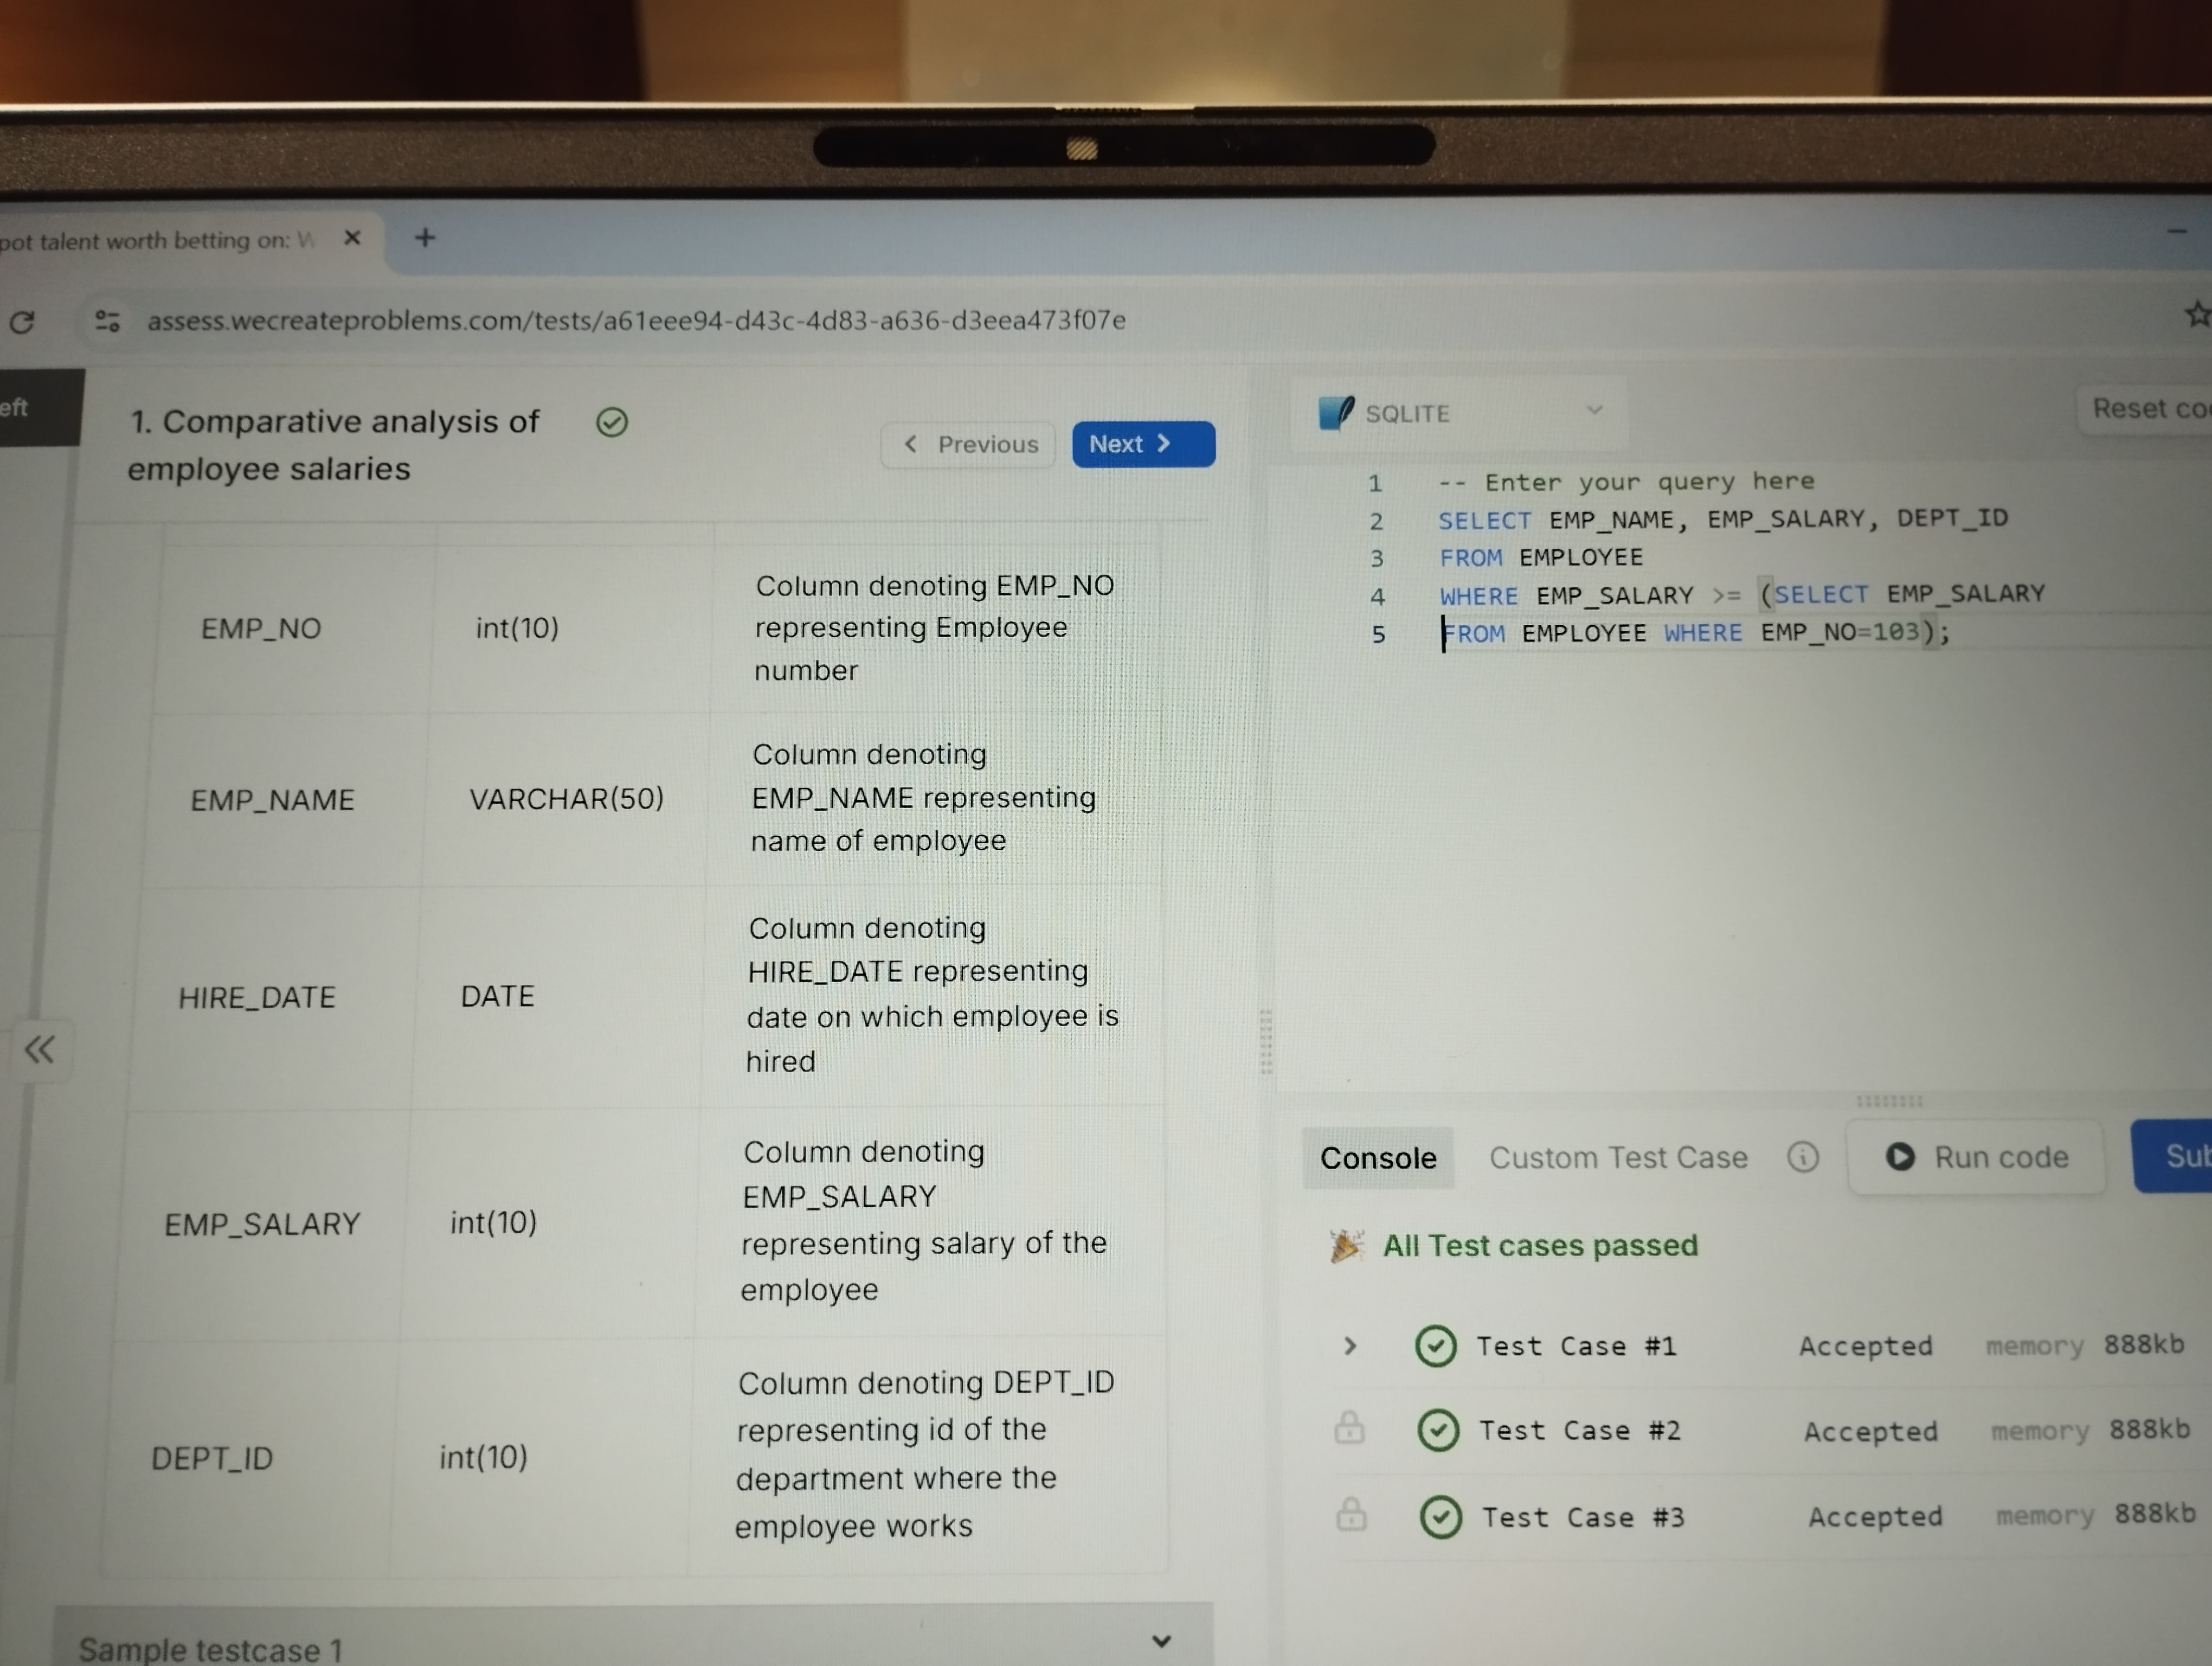 pot talent worth betting on: W
assess.wecreateproblems.com/tests/a61eee94-d43c-4d83-a636-d3eea473f07e
eft
1. Comparative analysis of
employee salaries
Previous
Next
EMP_NO
int(10)
Column denoting EMP_NO
representing Employee
number
EMP_NAME
VARCHAR(50)
Column denoting
EMP_NAME representing
name of employee
HIRE_DATE
DATE
Column denoting
HIRE_DATE representing
date on which employee is
hired
EMP_SALARY
int(10)
Column denoting
EMP_SALARY
representing salary of the
employee
DEPT_ID
int(10)
Column denoting DEPT_ID
representing id of the
department where the
employee works
Sample testcase 1
SQLITE
Reset co
1 -- Enter your query here
2 SELECT EMP_NAME, EMP_SALARY, DEPT_ID
3 FROM EMPLOYEE
4 WHERE EMP_SALARY >= (SELECT EMP_SALARY
5 FROM EMPLOYEE WHERE EMP_NO=103);
Console
Custom Test Case
Run code
Sub
All Test cases passed
Test Case #1 Accepted memory 888kb
Test Case #2 Accepted memory 888kb
Test Case #3 Accepted memory 888kb